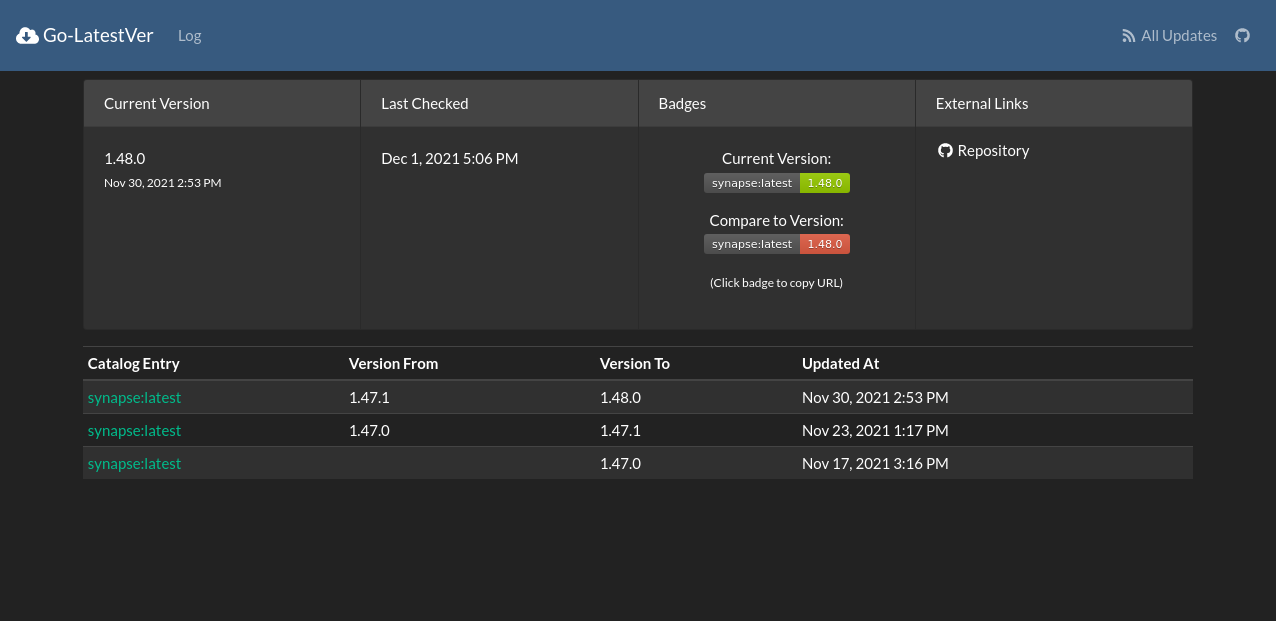 Go-LatestVer Log All Updates
Current Version Last Checked Badges External Links
1.48.0
Nov 30, 2021 2:53 PM
Dec 1, 2021 5:06 PM
Current Version:
synapse:latest 1.48.0
Compare to Version:
synapse:latest 1.48.0
(Click badge to copy URL)
Repository
Catalog Entry Version From Version To Updated At
synapse:latest 1.47.1 1.48.0 Nov 30, 2021 2:53 PM
synapse:latest 1.47.0 1.47.1 Nov 23, 2021 1:17 PM
synapse:latest 1.47.0 Nov 17, 2021 3:16 PM